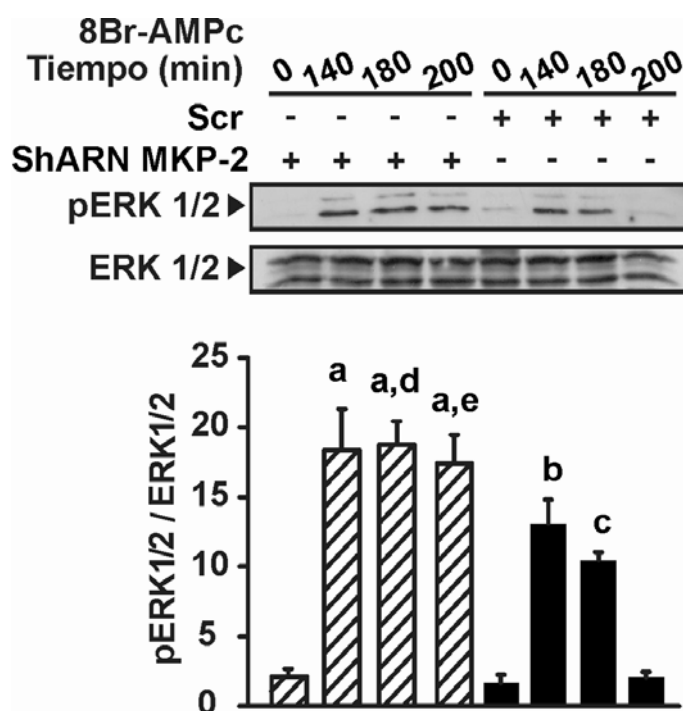 8Br-AMPc
Tiempo (min) 0 140 180 200 0 140 180 200
Scr - - - - + + + +
ShARN MKP-2 + + + + - - - -
pERK 1/2
ERK 1/2
pERK1/2 / ERK1/2
25
20
15
10
5
0
a a,d a,e b c